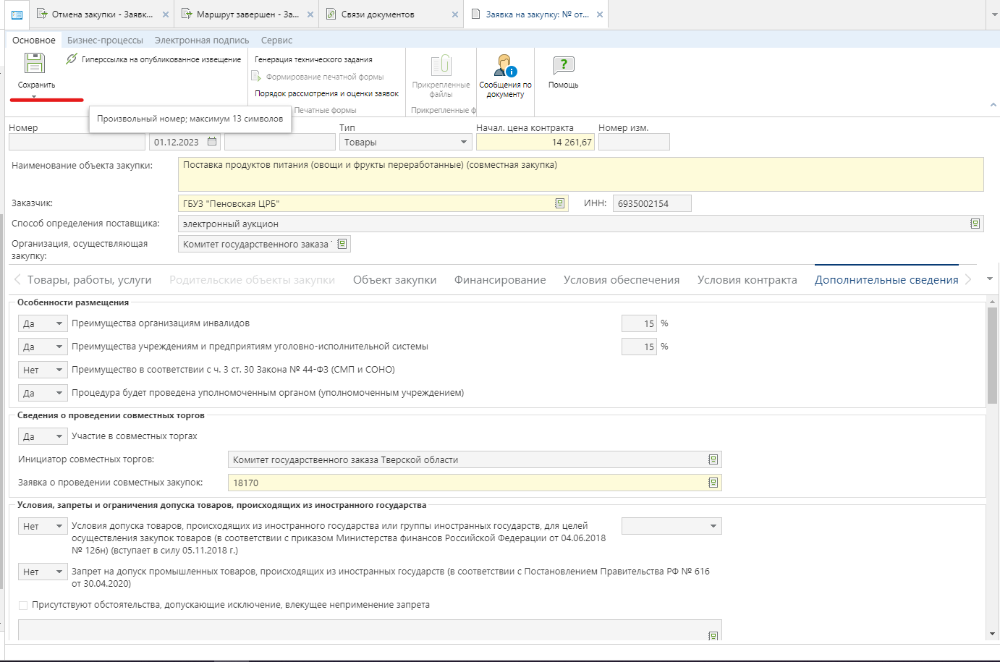 Отмена закупки - Заявк...
Маршрут завершен - За...
Связи документов
Заявка на закупку: № от...
Основное
Бизнес-процессы
Электронная подпись
Сервис
Сохранить
Гиперссылка на опубликованное извещение
Генерация технического задания
Формирование печатной формы
Порядок рассмотрения и оценки заявок
Печатные формы
Прикрепленные
файлы
Прикрепленные ф
Сообщения по
документу
Помощь
Произвольный номер; максимум 13 символов
Номер
Тип
Начал. цена контракта
Номер изм.
01.12.2023
Товары
14 261,67
Наименование объекта закупки:
Поставка продуктов питания (овощи и фрукты переработанные) (совместная закупка)
Заказчик:
ГБУЗ "Пеновская ЦРБ"
ИНН:
6935002154
Способ определения поставщика:
электронный аукцион
Организация, осуществляющая
закупку:
Комитет государственного заказа
Товары, работы, услуги
Родительские объекты закупки
Объект закупки
Финансирование
Условия обеспечения
Условия контракта
Дополнительные сведения
Особенности размещения
Да
Преимущества организациям инвалидов
15 %
Да
Преимущества учреждениям и предприятиям уголовно-исполнительной системы
15 %
Нет
Преимущество в соответствии с ч. 3 ст. 30 Закона № 44-ФЗ (СМП и СОНО)
Да
Процедура будет проведена уполномоченным органом (уполномоченным учреждением)
Сведения о проведении совместных торгов
Да
Участие в совместных торгах
Инициатор совместных торгов:
Комитет государственного заказа Тверской области
Заявка о проведении совместных закупок:
18170
Условия, запреты и ограничения допуска товаров, происходящих из иностранного государства
Нет
Условия допуска товаров, происходящих из иностранного государства или группы иностранных государств, для целей
осуществления закупок товаров (в соответствии с приказом Министерства финансов Российской Федерации от 04.06.2018
№ 126н) (вступает в силу 05.11.2018 г.)
Нет
Запрет на допуск промышленных товаров, происходящих из иностранных государств (в соответствии с Постановлением Правительства РФ № 616
от 30.04.2020)
Присутствуют обстоятельства, допускающие исключение, влекущее неприменение запрета